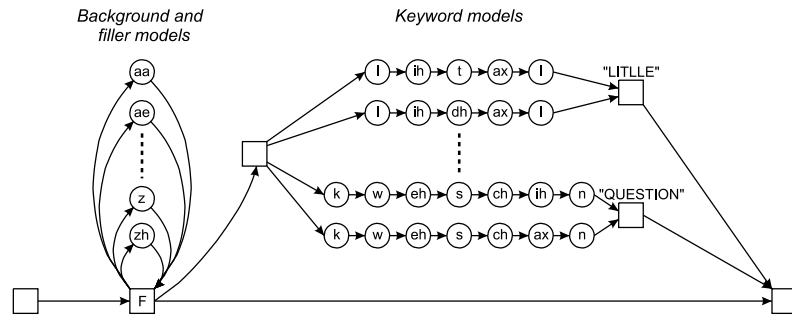 Background and
filler models
Keyword models
aa
l ih t ax l
"LITLLE"
ae
l ih dh ax l
z
k w eh s ch ih n
"QUESTION"
zh
k w eh s ch ax n
F